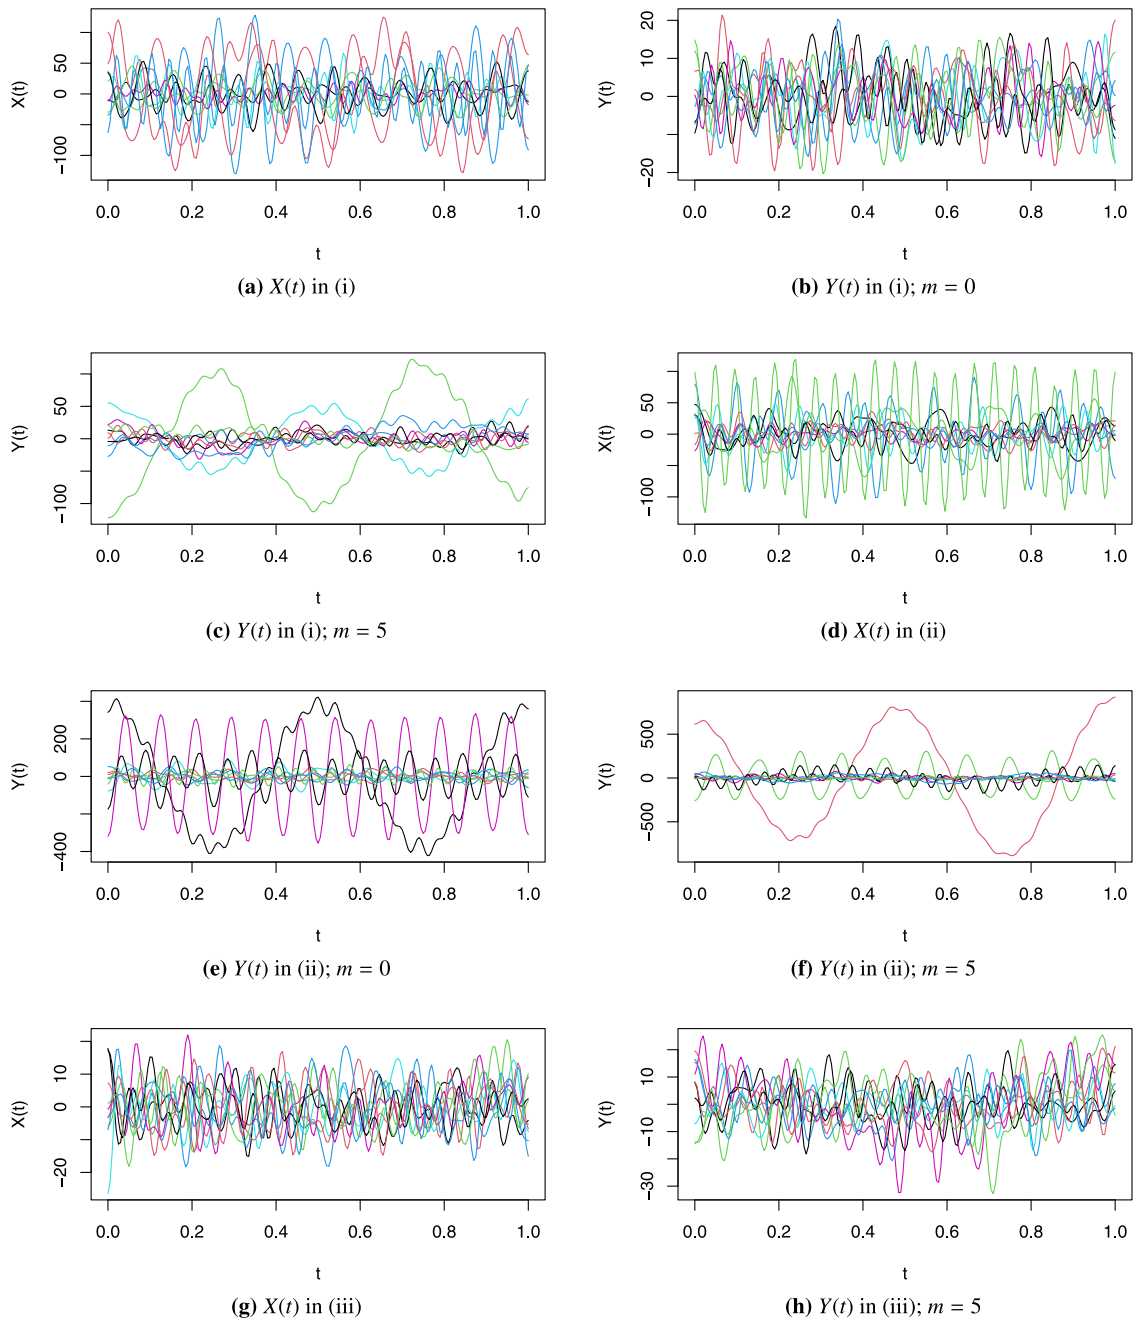 X(t)
50
0
−100
0.0 0.2 0.4 0.6 0.8 1.0
t
(a) X(t) in (i)
Y(t)
20
10
0
−20
0.0 0.2 0.4 0.6 0.8 1.0
t
(b) Y(t) in (i); m = 0
Y(t)
50
0
−100
0.0 0.2 0.4 0.6 0.8 1.0
t
(c) Y(t) in (i); m = 5
X(t)
50
0
−100
0.0 0.2 0.4 0.6 0.8 1.0
t
(d) X(t) in (ii)
Y(t)
200
0
−400
0.0 0.2 0.4 0.6 0.8 1.0
t
(e) Y(t) in (ii); m = 0
Y(t)
500
0
−500
0.0 0.2 0.4 0.6 0.8 1.0
t
(f) Y(t) in (ii); m = 5
X(t)
10
0
−20
0.0 0.2 0.4 0.6 0.8 1.0
t
(g) X(t) in (iii)
Y(t)
10
−10
−30
0.0 0.2 0.4 0.6 0.8 1.0
t
(h) Y(t) in (iii); m = 5